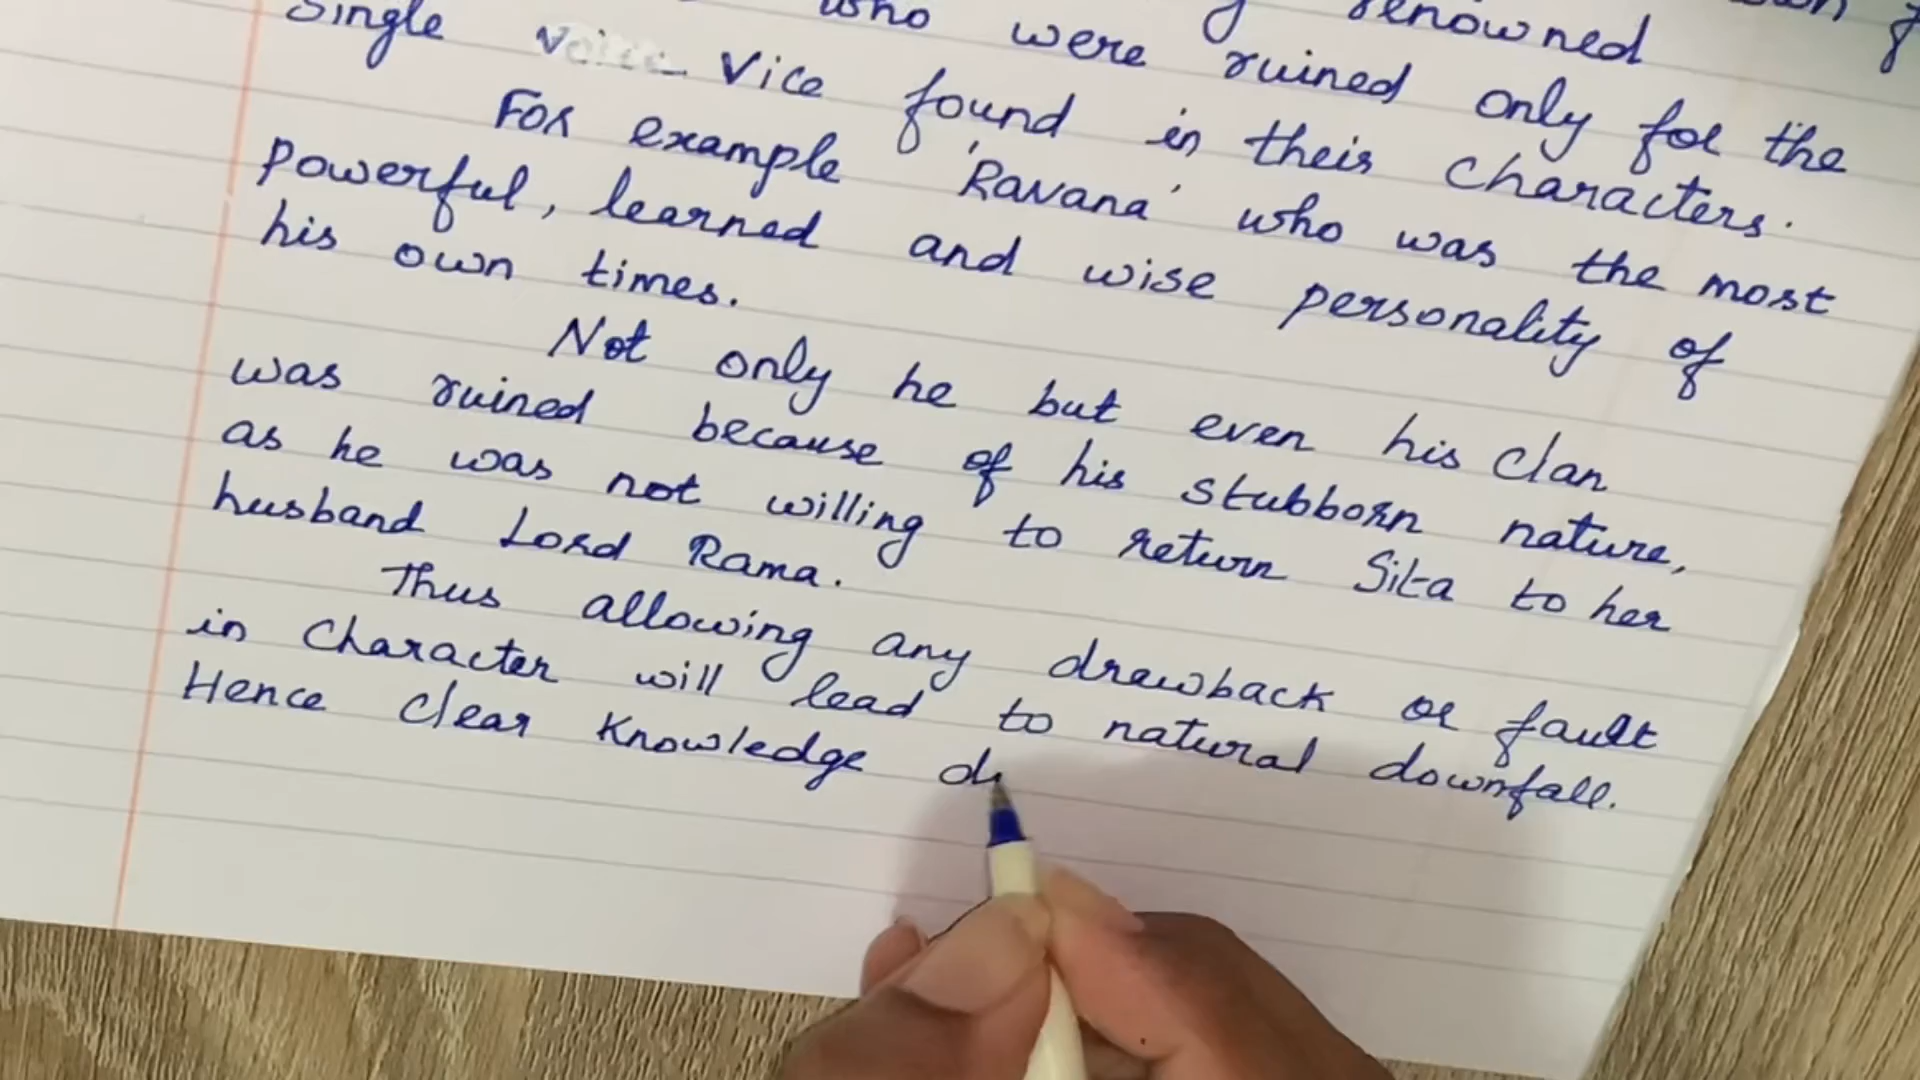 who were renowned
Single Vice who were ruined only for the
found in their characters.
For example 'Ravana' who was the most
powerful, learned and wise personality of
his own times.
Not only he but even his clan
was ruined because of his stubborn nature,
as he was not willing to return Sita to her
husband Lord Rama.
Thus allowing any drawback or fault
in Character will lead to natural downfall.
Hence clear Knowledge